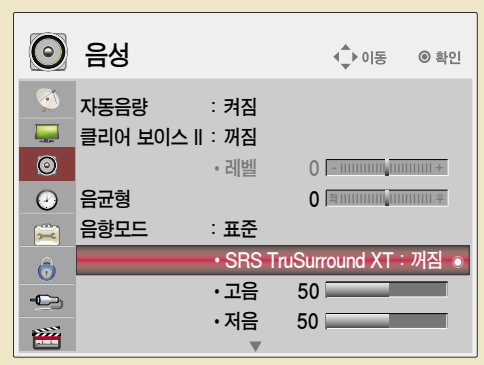 음성 이동 ◉ 확인
자동음량 : 켜짐
클리어 보이스 II : 꺼짐
• 레벨 0 - +
음균형 0 좌 우
음향모드 : 표준
• SRS TruSurround XT : 꺼짐 ◉
• 고음 50
• 저음 50
▼